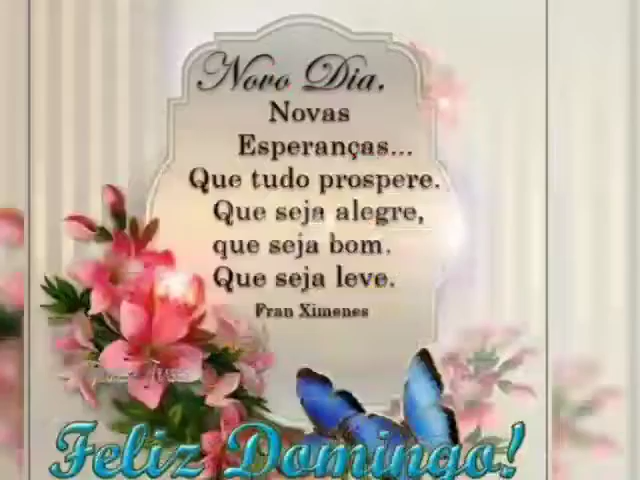 Novo Dia.
Novas
Esperanças...
Que tudo prospere.
Que seja alegre,
que seja bom.
Que seja leve.
Fran Ximenes
Feliz Domingo!